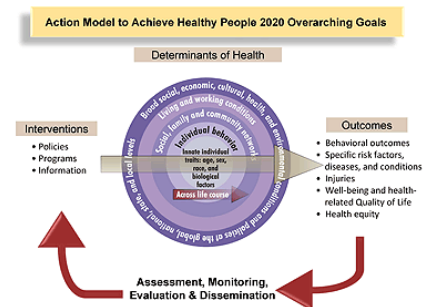 Action Model to Achieve Healthy People 2020 Overarching Goals
Determinants of Health
Broad social, economic, cultural, health, and environmental conditions and policies of the global, national, state, and local levels
Living and working conditions
Social, family and community networks
Individual behavior
Innate individual
traits: age, sex,
race, and
biological
factors
Across life course
Interventions
• Policies
• Programs
• Information
Outcomes
• Behavioral outcomes
• Specific risk factors,
diseases, and conditions
• Injuries
• Well-being and health-
related Quality of Life
• Health equity
Assessment, Monitoring,
Evaluation & Dissemination